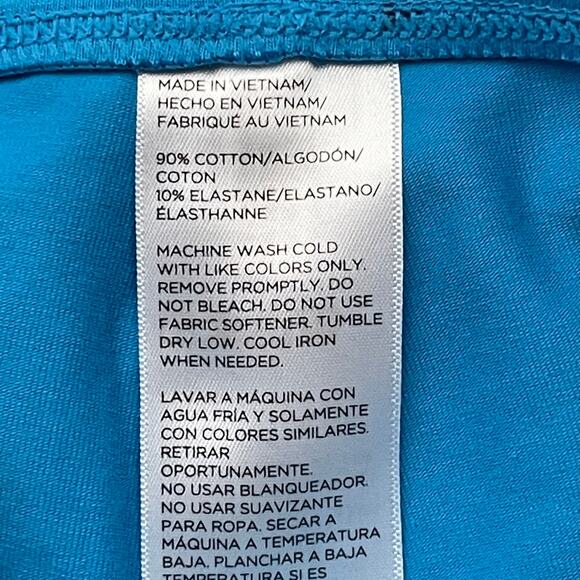 MADE IN VIETNAM/
HECHO EN VIETNAM/
FABRIQUÉ AU VIETNAM
90% COTTON/ALGODÓN/
COTON
10% ELASTANE/ELASTANO/
ÉLASTHANNE
MACHINE WASH COLD
WITH LIKE COLORS ONLY.
REMOVE PROMPTLY. DO
NOT BLEACH. DO NOT USE
FABRIC SOFTENER. TUMBLE
DRY LOW. COOL IRON
WHEN NEEDED.
LAVAR A MÁQUINA CON
AGUA FRÍA Y SOLAMENTE
CON COLORES SIMILARES.
RETIRAR
OPORTUNAMENTE.
NO USAR BLANQUEADOR.
NO USAR SUAVIZANTE
PARA ROPA. SECAR A
MÁQUINA A TEMPERATURA
BAJA. PLANCHAR A BAJA
TEMPERATURA SI ES